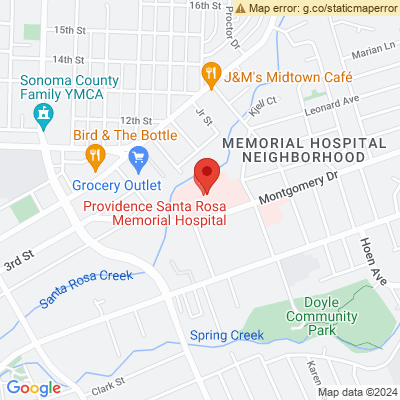 16th St
Map error: g.co/staticmaperror
15th St
Proctor Dr
14th St
Marian Ln
Sonoma County
Family YMCA
J&M's Midtown Café
Kjell Ct
Leonard Ave
12th St
Jr St
Bird & The Bottle
MEMORIAL HOSPITAL
NEIGHBORHOOD
Grocery Outlet
Montgomery Dr
Providence Santa Rosa
Memorial Hospital
3rd St
Hoen Ave
Santa Rosa Creek
Doyle
Community
Park
Spring Creek
Clark St
Karen
Google
Map data ©2024